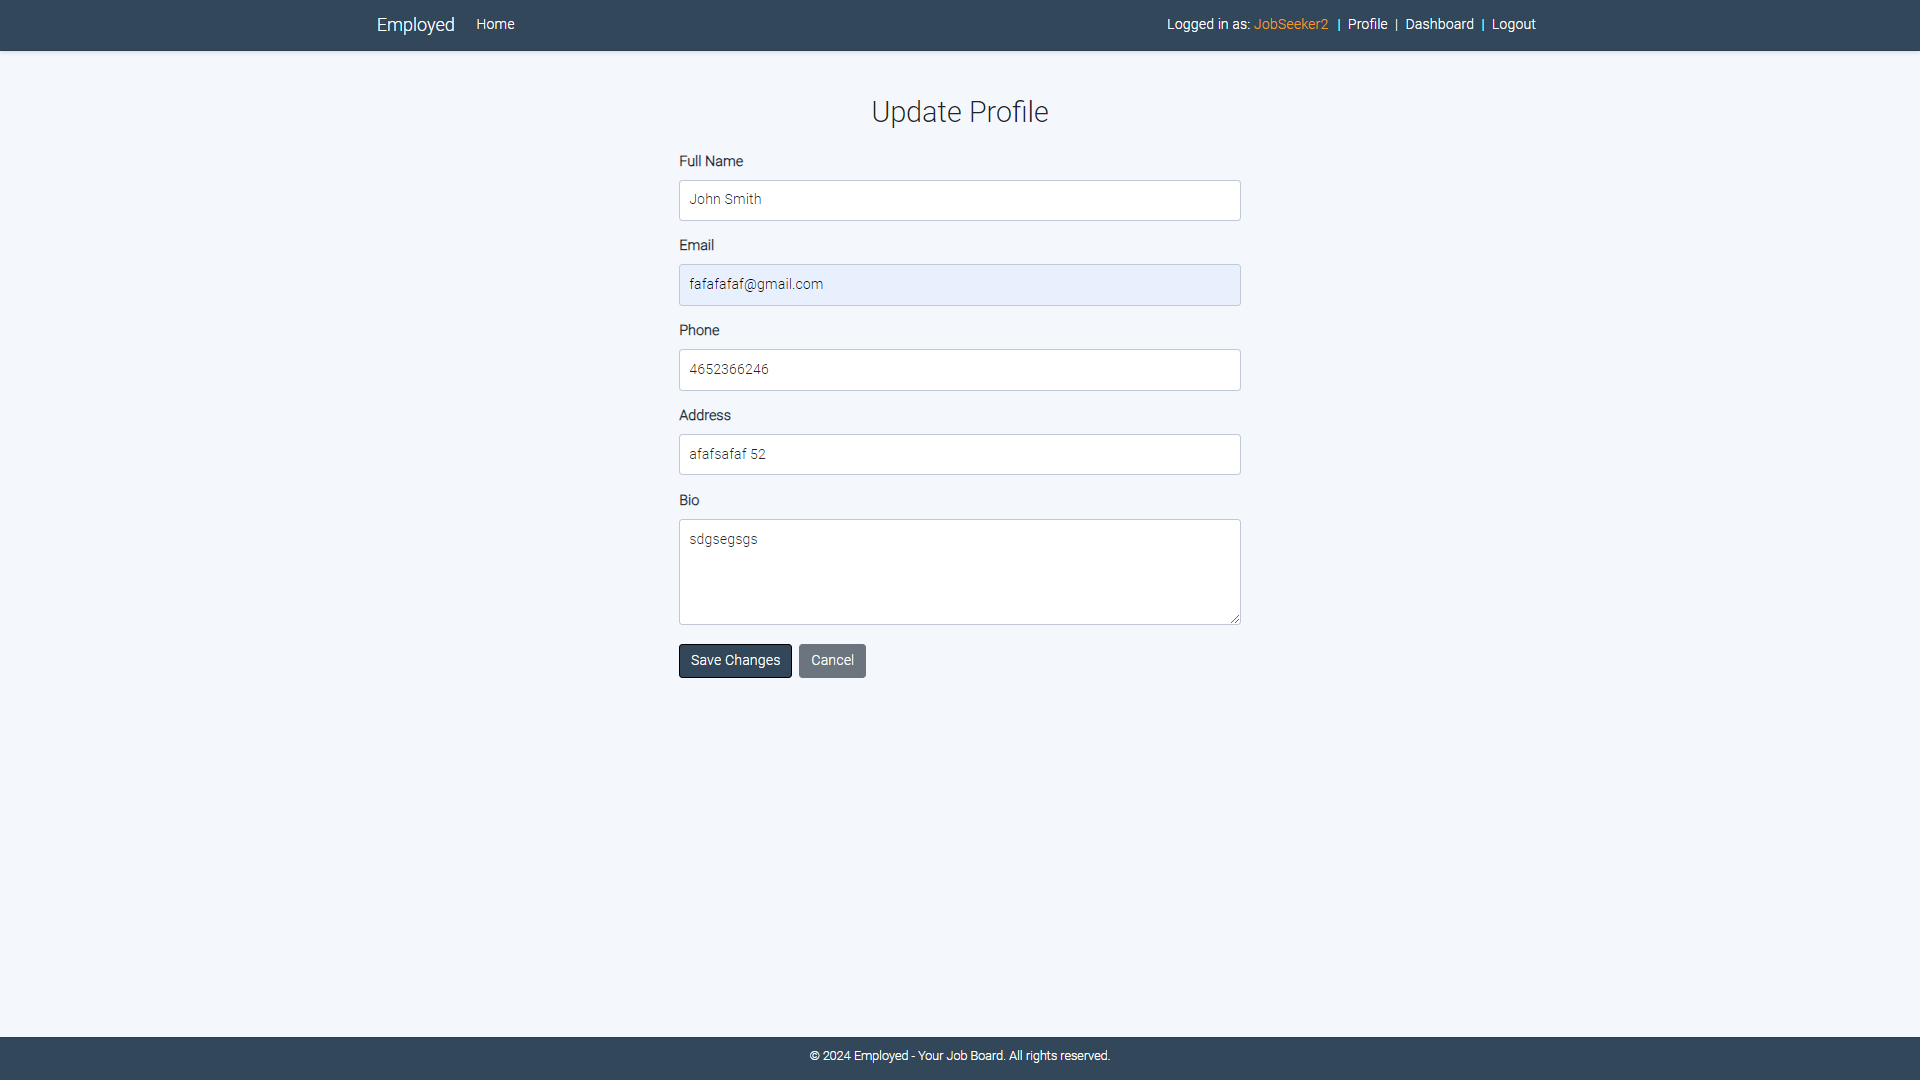 Employed Home Logged in as: JobSeeker2 | Profile | Dashboard | Logout
Update Profile
Full Name
John Smith
Email
fafafafaf@gmail.com
Phone
4652366246
Address
afafsafaf 52
Bio
sdgsegsgs
Save Changes Cancel
© 2024 Employed - Your Job Board. All rights reserved.